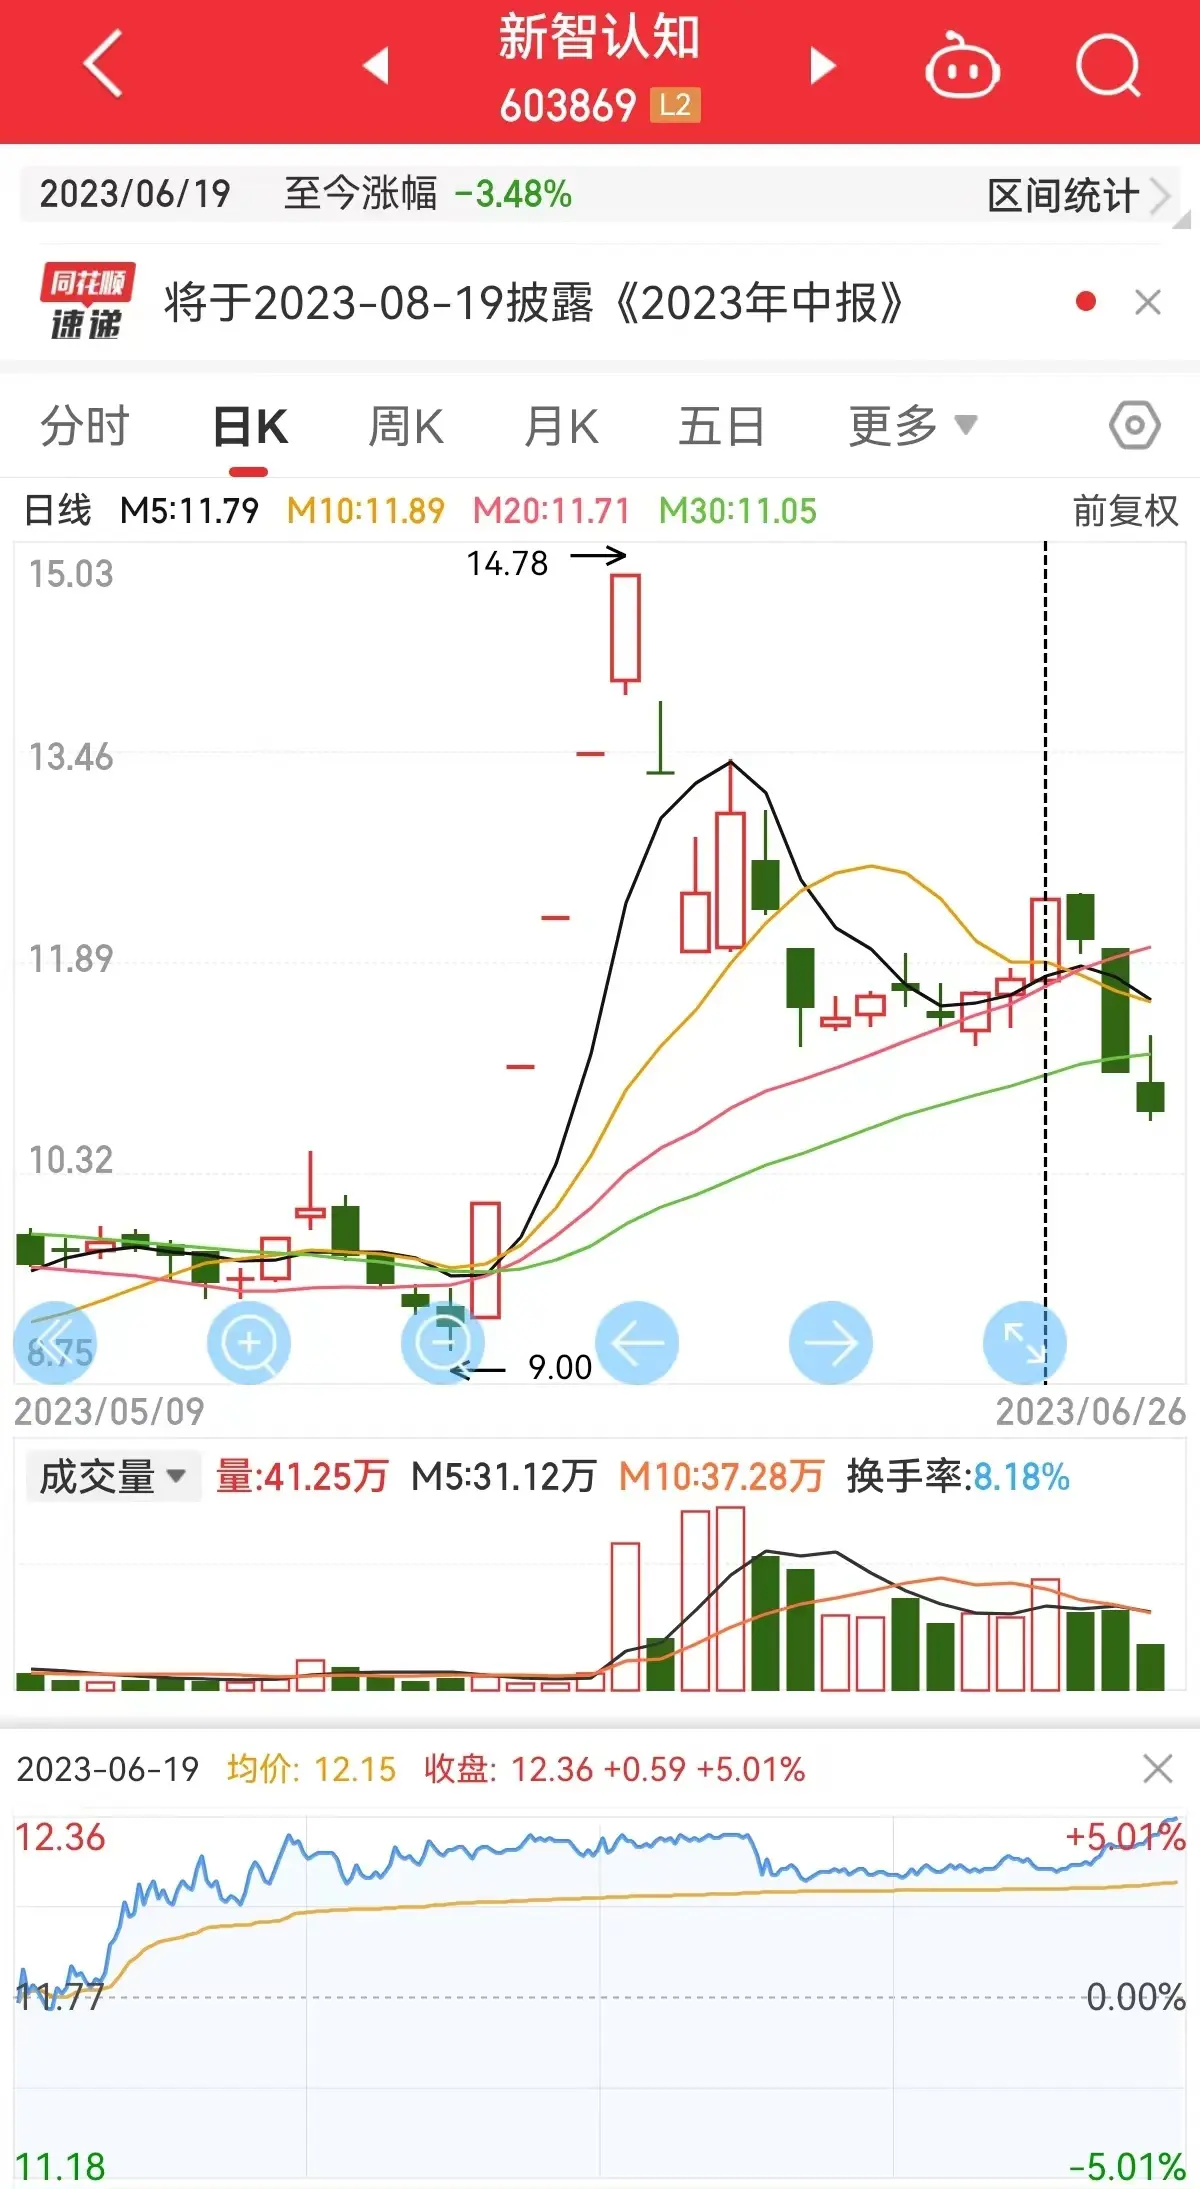 新智认知
603869 L2
2023/06/19 至今涨幅 -3.48% 区间统计
同花顺
速递
将于2023-08-19披露《2023年中报》
分时 日K 周K 月K 五日 更多
日线 M5:11.79 M10:11.89 M20:11.71 M30:11.05 前复权
14.78
15.03
13.46
11.89
10.32
8.75
9.00
2023/05/09 2023/06/26
成交量 量:41.25万 M5:31.12万 M10:37.28万 换手率:8.18%
2023-06-19 均价: 12.15 收盘: 12.36 +0.59 +5.01%
12.36 +5.01%
11.77 0.00%
11.18 -5.01%